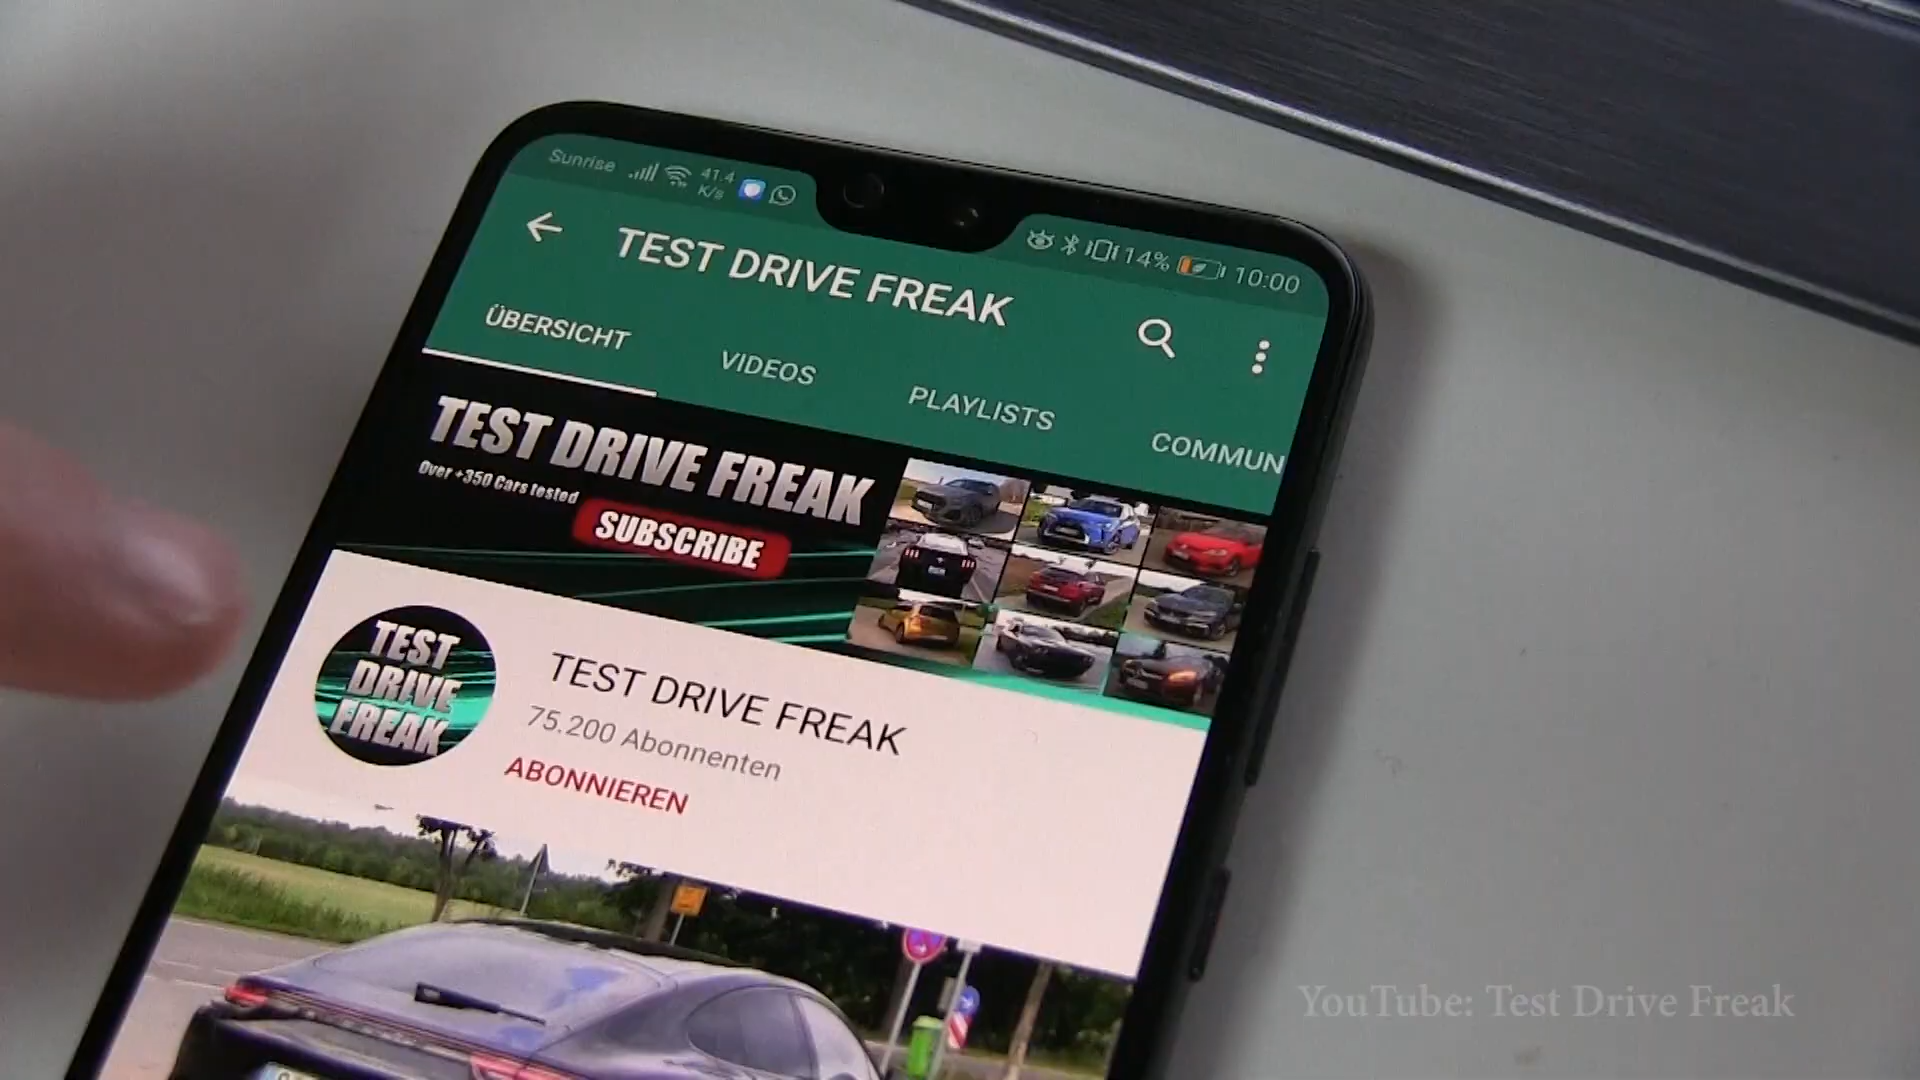 Sunrise 41.4 K/s 14% 10:00
TEST DRIVE FREAK
ÜBERSICHT VIDEOS PLAYLISTS COMMUN
TEST DRIVE FREAK
Over +350 Cars tested
SUBSCRIBE
TEST
DRIVE
FREAK
TEST DRIVE FREAK
75.200 Abonnenten
ABONNIEREN
YouTube: Test Drive Freak